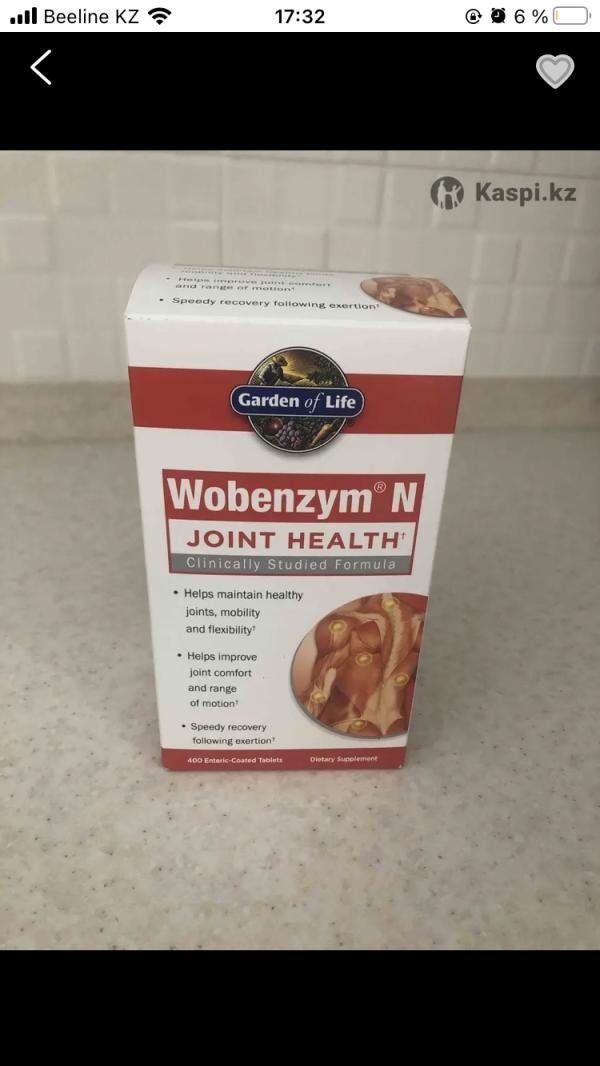 Beeline KZ 17:32 6 %
Kaspi.kz
• Helps improve joint comfort
and range of motion†
• Speedy recovery following exertion†
Garden of Life
Wobenzym® N
JOINT HEALTH†
Clinically Studied Formula
• Helps maintain healthy
joints, mobility
and flexibility†
• Helps improve
joint comfort
and range
of motion†
• Speedy recovery
following exertion†
400 Enteric-Coated Tablets Dietary Supplement